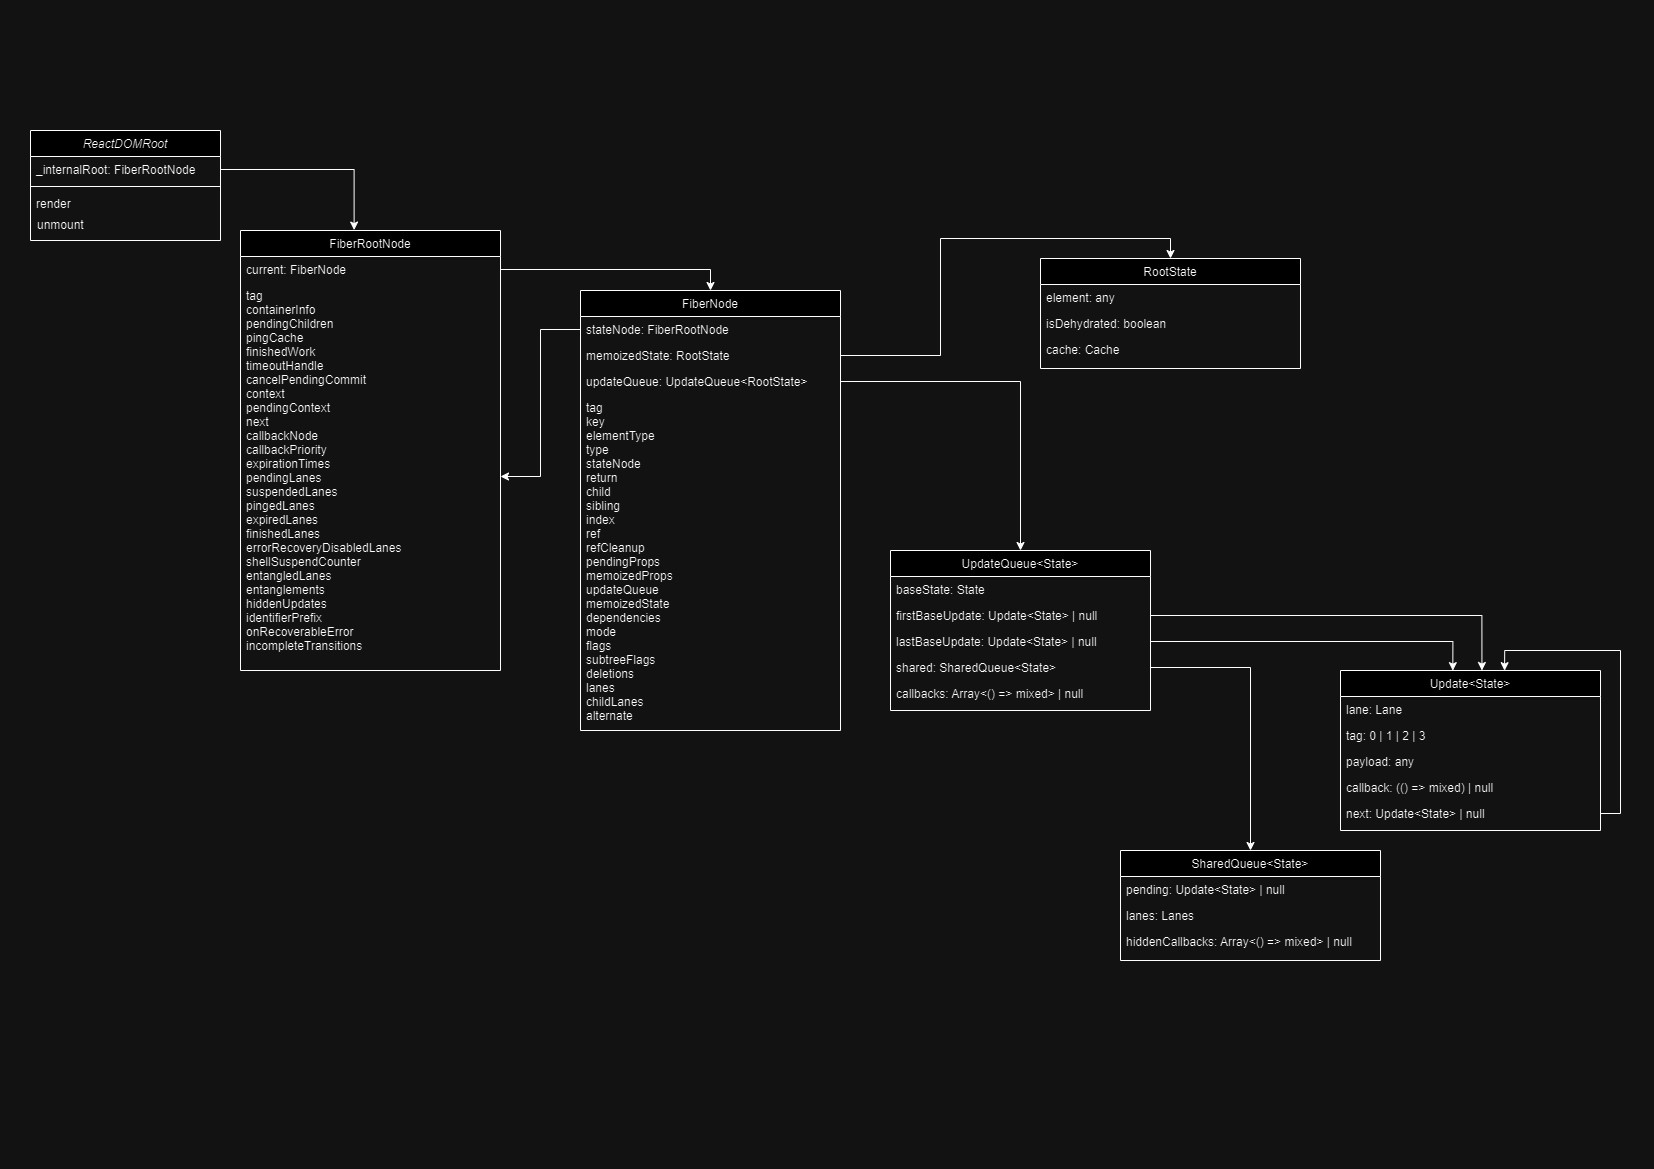 ReactDOMRoot
_internalRoot: FiberRootNode
render
unmount
FiberRootNode
current: FiberNode
tag
containerInfo
pendingChildren
pingCache
finishedWork
timeoutHandle
cancelPendingCommit
context
pendingContext
next
callbackNode
callbackPriority
expirationTimes
pendingLanes
suspendedLanes
pingedLanes
expiredLanes
finishedLanes
errorRecoveryDisabledLanes
shellSuspendCounter
entangledLanes
entanglements
hiddenUpdates
identifierPrefix
onRecoverableError
incompleteTransitions
FiberNode
stateNode: FiberRootNode
memoizedState: RootState
updateQueue: UpdateQueue<RootState>
tag
key
elementType
type
stateNode
return
child
sibling
index
ref
refCleanup
pendingProps
memoizedProps
updateQueue
memoizedState
dependencies
mode
flags
subtreeFlags
deletions
lanes
childLanes
alternate
RootState
element: any
isDehydrated: boolean
cache: Cache
UpdateQueue<State>
baseState: State
firstBaseUpdate: Update<State> | null
lastBaseUpdate: Update<State> | null
shared: SharedQueue<State>
callbacks: Array<() => mixed> | null
Update<State>
lane: Lane
tag: 0 | 1 | 2 | 3
payload: any
callback: (() => mixed) | null
next: Update<State> | null
SharedQueue<State>
pending: Update<State> | null
lanes: Lanes
hiddenCallbacks: Array<() => mixed> | null